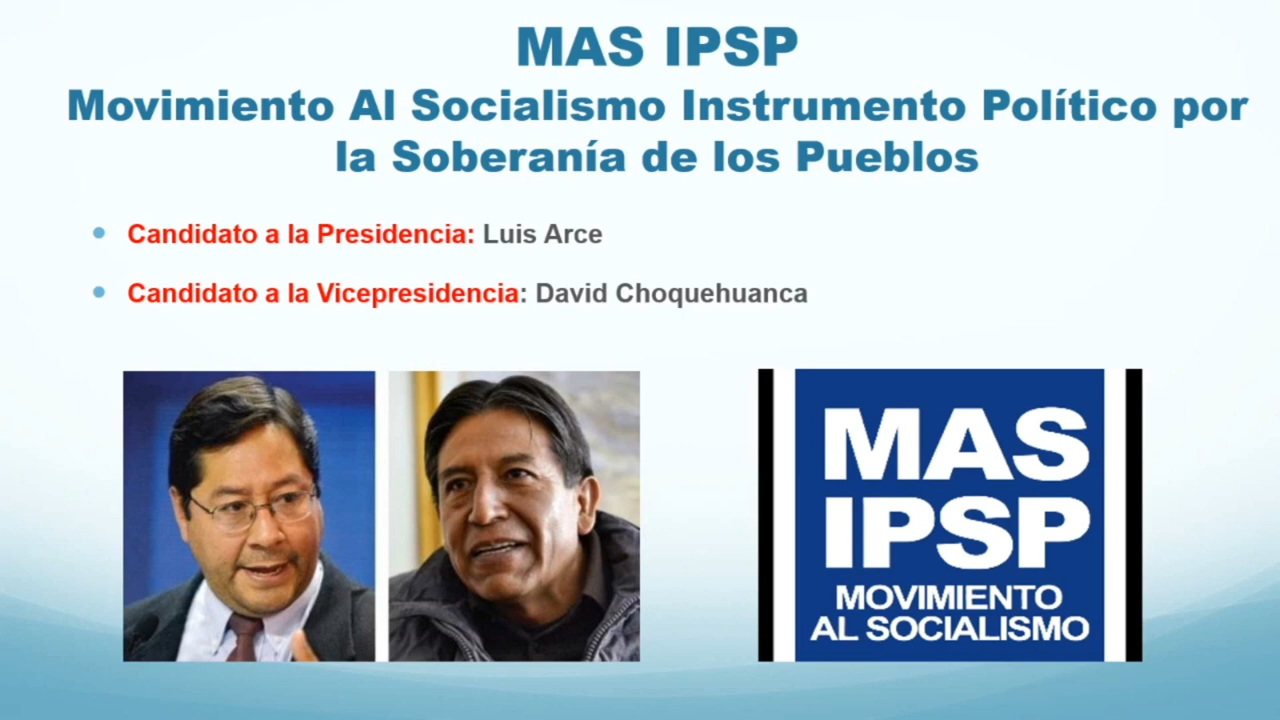 MAS IPSP
Movimiento Al Socialismo Instrumento Político por
la Soberanía de los Pueblos
Candidato a la Presidencia: Luis Arce
Candidato a la Vicepresidencia: David Choquehuanca
MAS
IPSP
MOVIMIENTO
AL SOCIALISMO